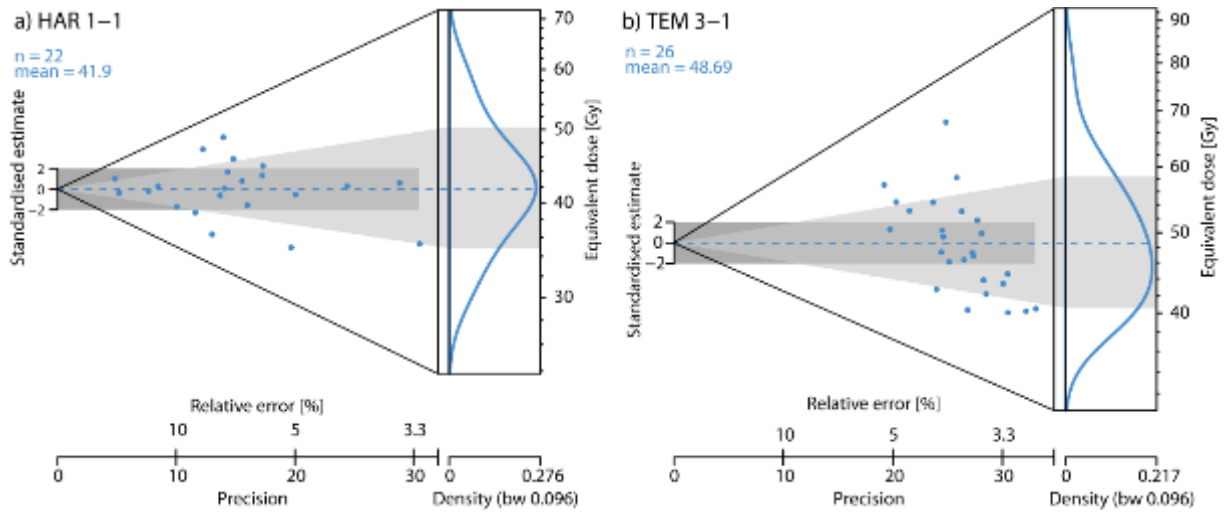 a) HAR 1−1
n = 22
mean = 41.9
Standardised estimate
2
0
−2
70
60
50
40
30
Equivalent dose [Gy]
Relative error [%]
10 5 3.3
0 10 20 30
Precision
0 0.276
Density (bw 0.096)
b) TEM 3−1
n = 26
mean = 48.69
Standardised estimate
2
0
−2
90
80
70
60
50
40
Equivalent dose [Gy]
Relative error [%]
10 5 3.3
0 10 20 30
Precision
0 0.217
Density (bw 0.096)